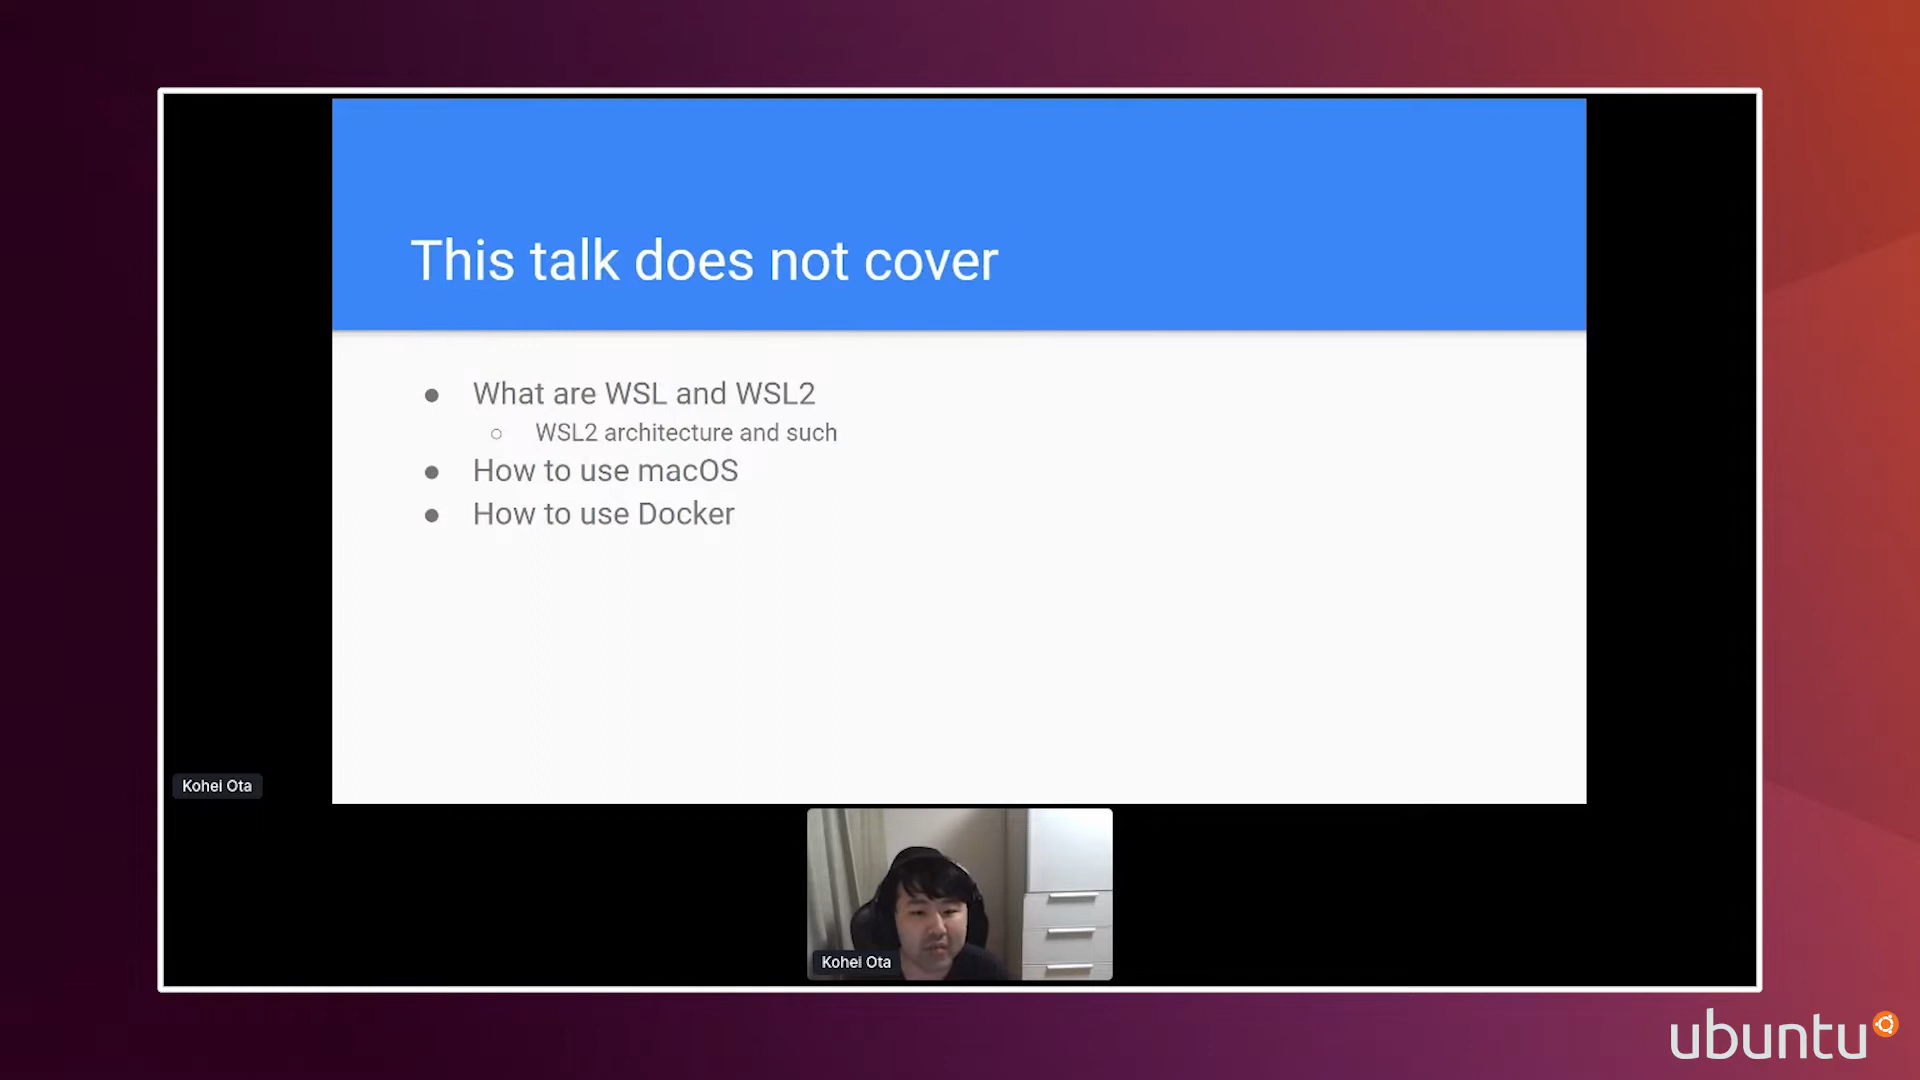 This talk does not cover
● What are WSL and WSL2
○ WSL2 architecture and such
● How to use macOS
● How to use Docker
Kohei Ota
Kohei Ota
ubuntu